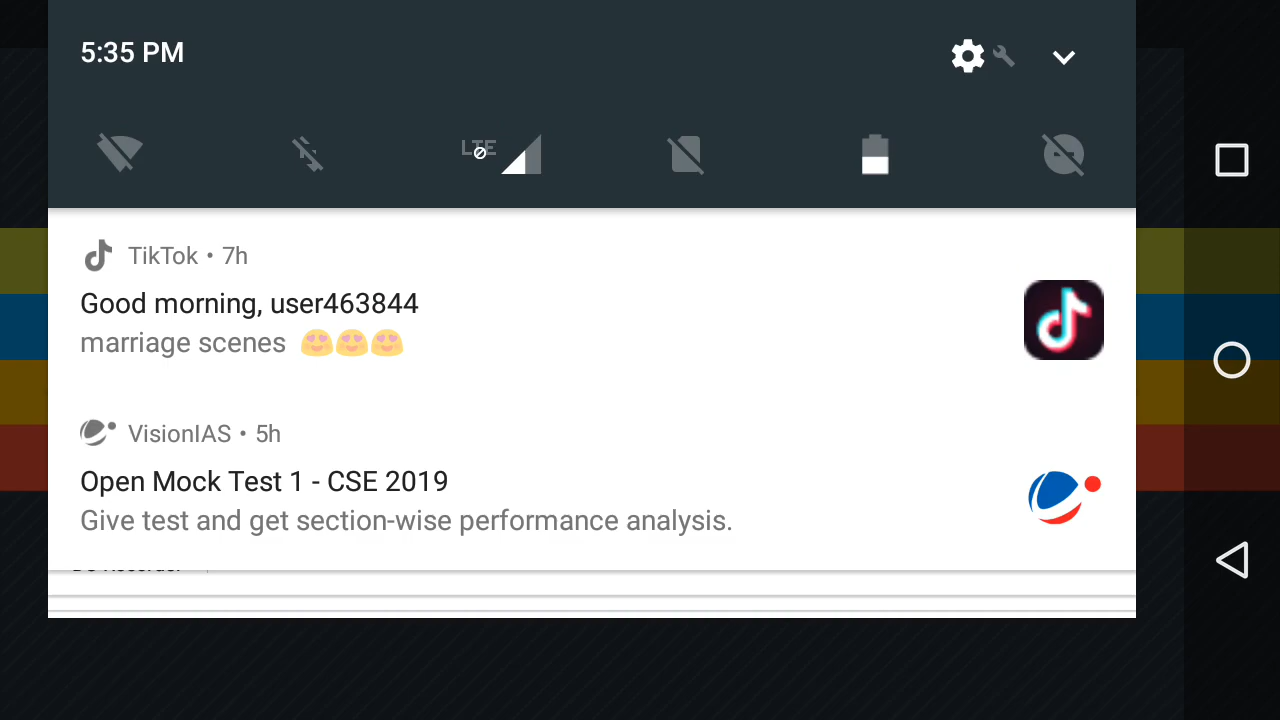 5:35 PM
LTE
TikTok • 7h
Good morning, user463844
marriage scenes 😍😍😍
VisionIAS • 5h
Open Mock Test 1 - CSE 2019
Give test and get section-wise performance analysis.